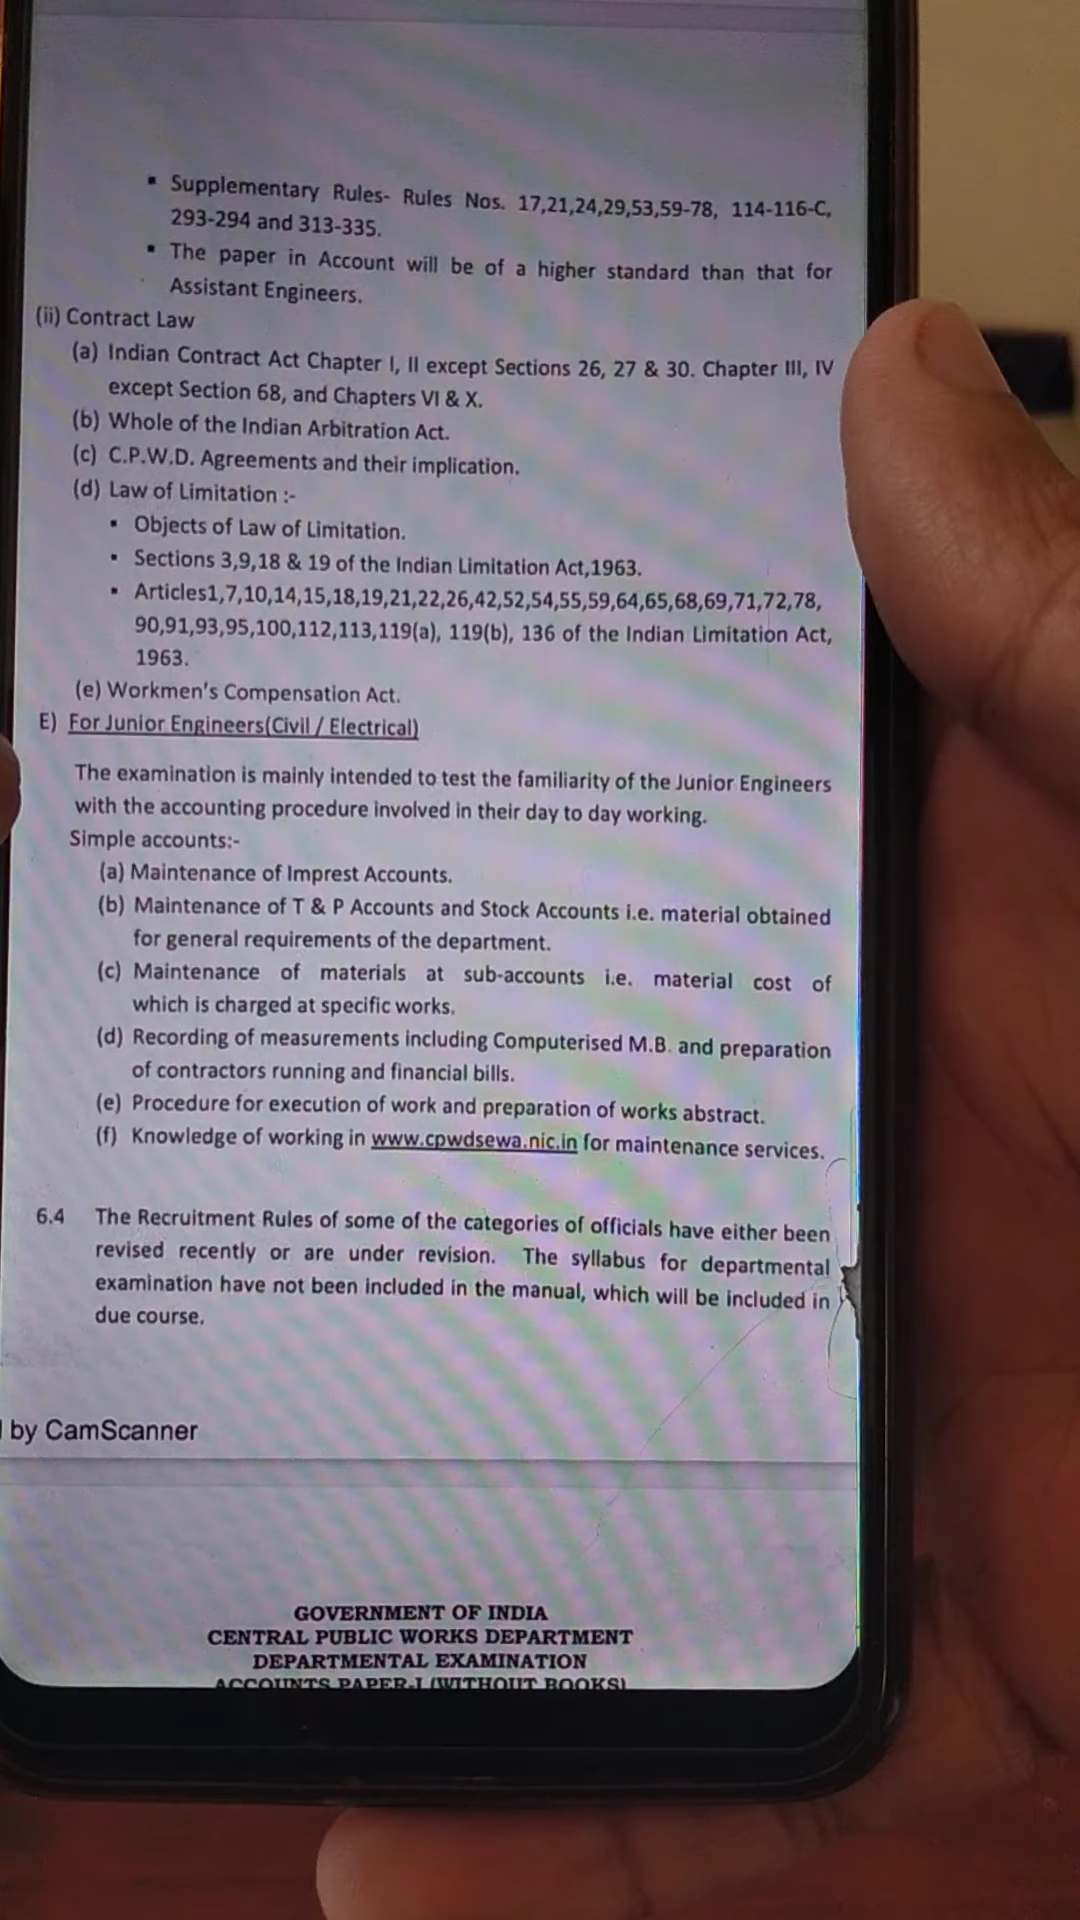 ▪ Supplementary Rules- Rules Nos. 17,21,24,29,53,59-78, 114-116-C,
293-294 and 313-335.
▪ The paper in Account will be of a higher standard than that for
Assistant Engineers.
(ii) Contract Law
(a) Indian Contract Act Chapter I, II except Sections 26, 27 & 30. Chapter III, IV
except Section 68, and Chapters VI & X.
(b) Whole of the Indian Arbitration Act.
(c) C.P.W.D. Agreements and their implication.
(d) Law of Limitation :-
▪ Objects of Law of Limitation.
▪ Sections 3,9,18 & 19 of the Indian Limitation Act,1963.
▪ Articles1,7,10,14,15,18,19,21,22,26,42,52,54,55,59,64,65,68,69,71,72,78,
90,91,93,95,100,112,113,119(a), 119(b), 136 of the Indian Limitation Act,
1963.
(e) Workmen's Compensation Act.
E) For Junior Engineers(Civil / Electrical)
The examination is mainly intended to test the familiarity of the Junior Engineers
with the accounting procedure involved in their day to day working.
Simple accounts:-
(a) Maintenance of Imprest Accounts.
(b) Maintenance of T & P Accounts and Stock Accounts i.e. material obtained
for general requirements of the department.
(c) Maintenance of materials at sub-accounts i.e. material cost of
which is charged at specific works.
(d) Recording of measurements including Computerised M.B. and preparation
of contractors running and financial bills.
(e) Procedure for execution of work and preparation of works abstract.
(f) Knowledge of working in www.cpwdsewa.nic.in for maintenance services.
6.4 The Recruitment Rules of some of the categories of officials have either been
revised recently or are under revision. The syllabus for departmental
examination have not been included in the manual, which will be included in
due course.
by CamScanner
GOVERNMENT OF INDIA
CENTRAL PUBLIC WORKS DEPARTMENT
DEPARTMENTAL EXAMINATION
ACCOUNTS PAPER-I (WITHOUT BOOKS)